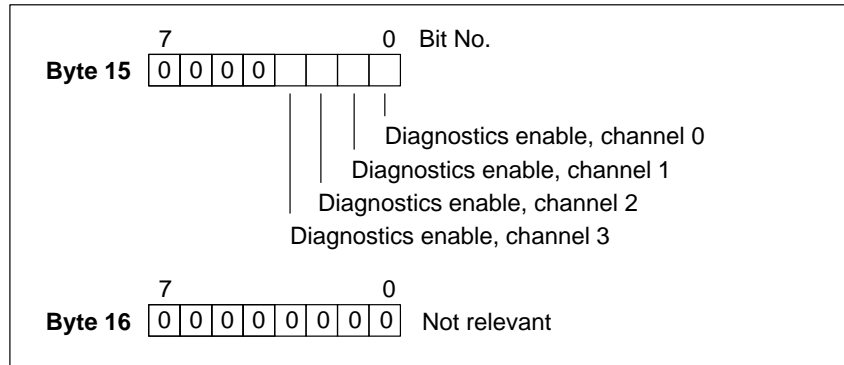 7 0 Bit No.
Byte 15 0 0 0 0
Diagnostics enable, channel 0
Diagnostics enable, channel 1
Diagnostics enable, channel 2
Diagnostics enable, channel 3
7 0
Byte 16 0 0 0 0 0 0 0 0 Not relevant